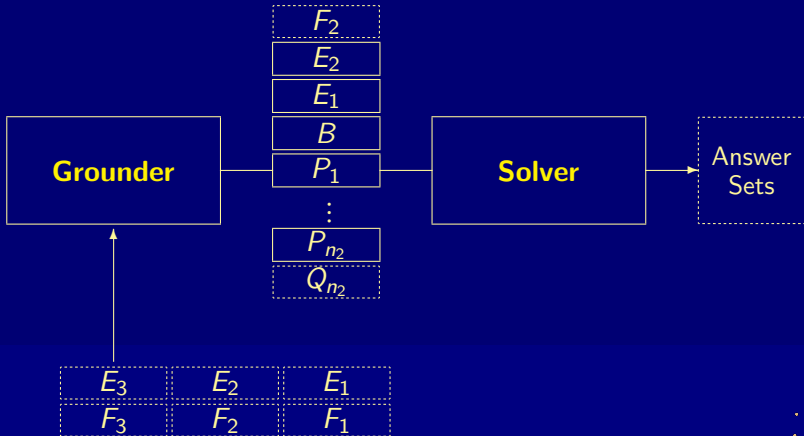 F₂
E₂
E₁
B
Grounder
P₁
Solver
Answer
Sets
⋮
Pₙ₂
Qₙ₂
E₃ E₂ E₁
F₃ F₂ F₁